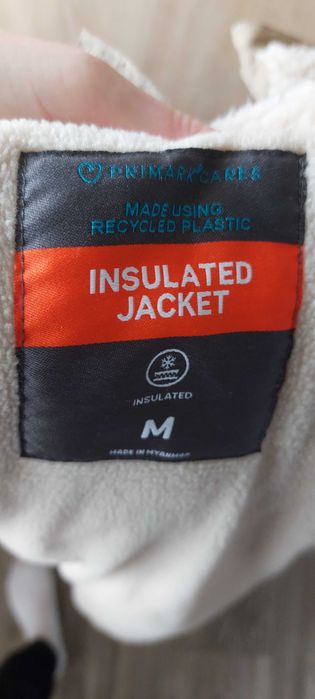 PRIMARK® CARES
MADE USING
RECYCLED PLASTIC
INSULATED
JACKET
INSULATED
M
MADE IN MYANMAR